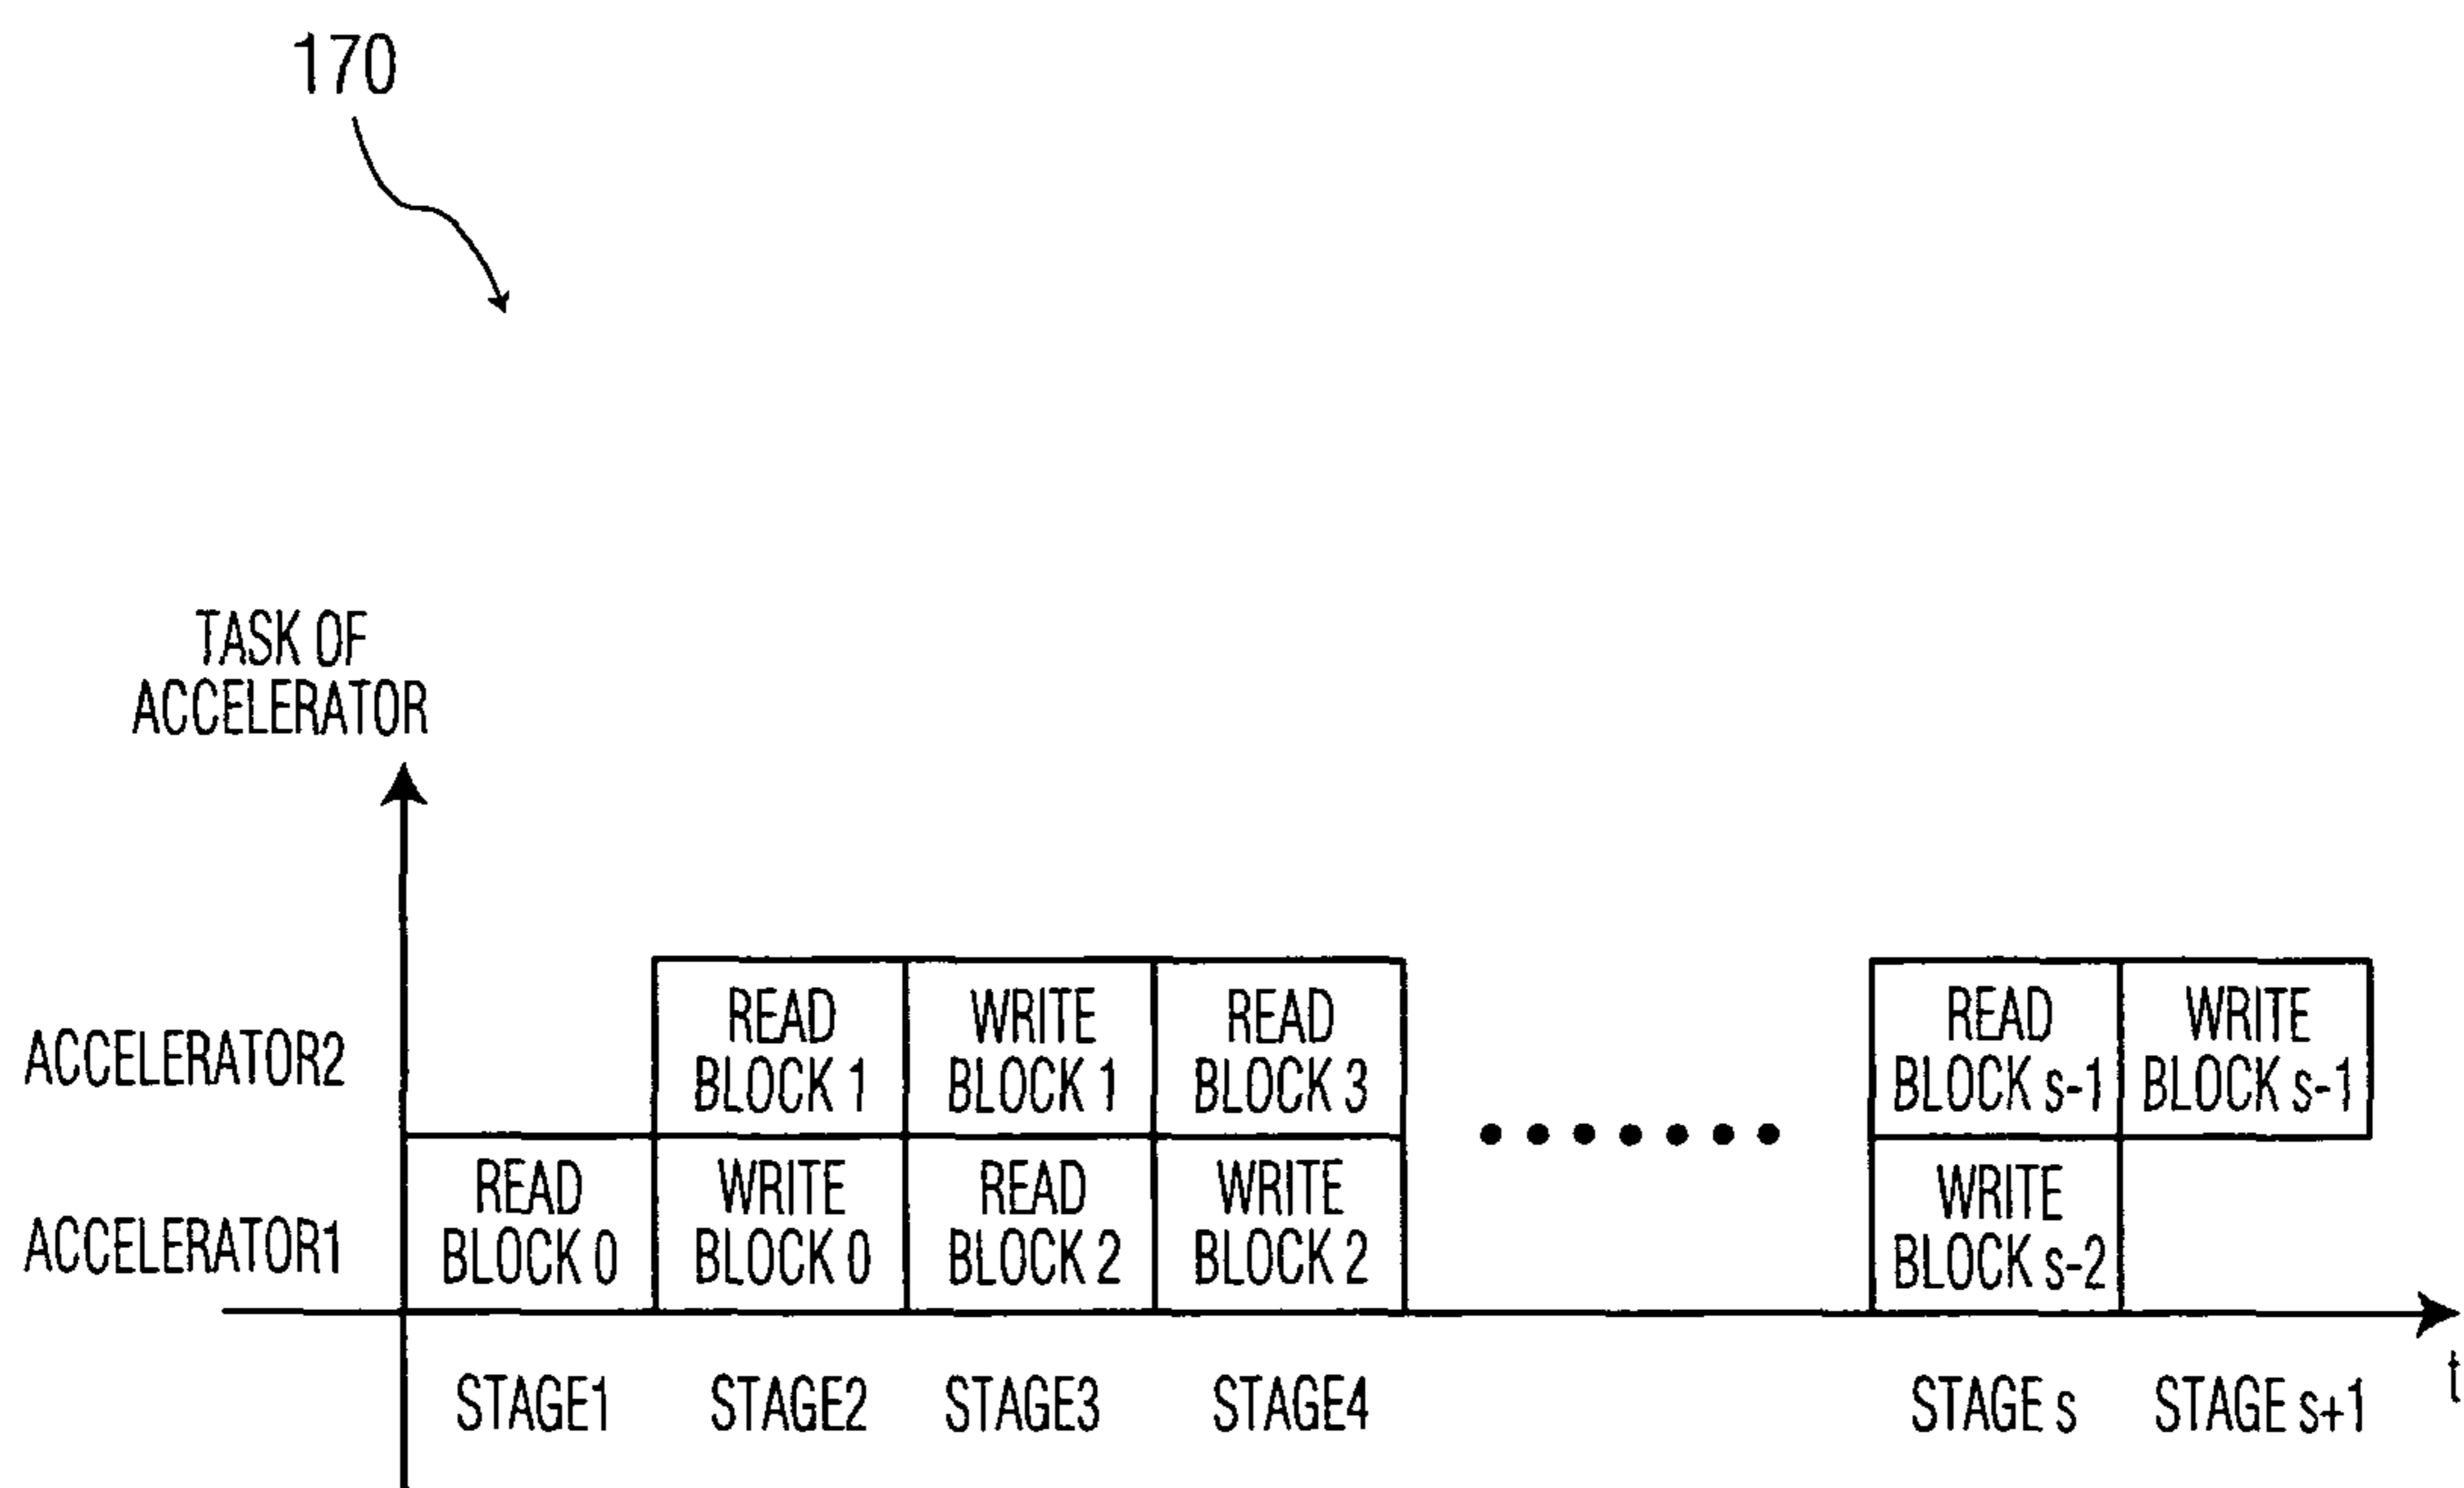 170
TASK OF
ACCELERATOR
ACCELERATOR2
READ
BLOCK 1
WRITE
BLOCK 1
READ
BLOCK 3
READ
BLOCK s-1
WRITE
BLOCK s-1
ACCELERATOR1
READ
BLOCK 0
WRITE
BLOCK 0
READ
BLOCK 2
WRITE
BLOCK 2
WRITE
BLOCK s-2
STAGE1
STAGE2
STAGE3
STAGE4
STAGE s
STAGE s+1
t